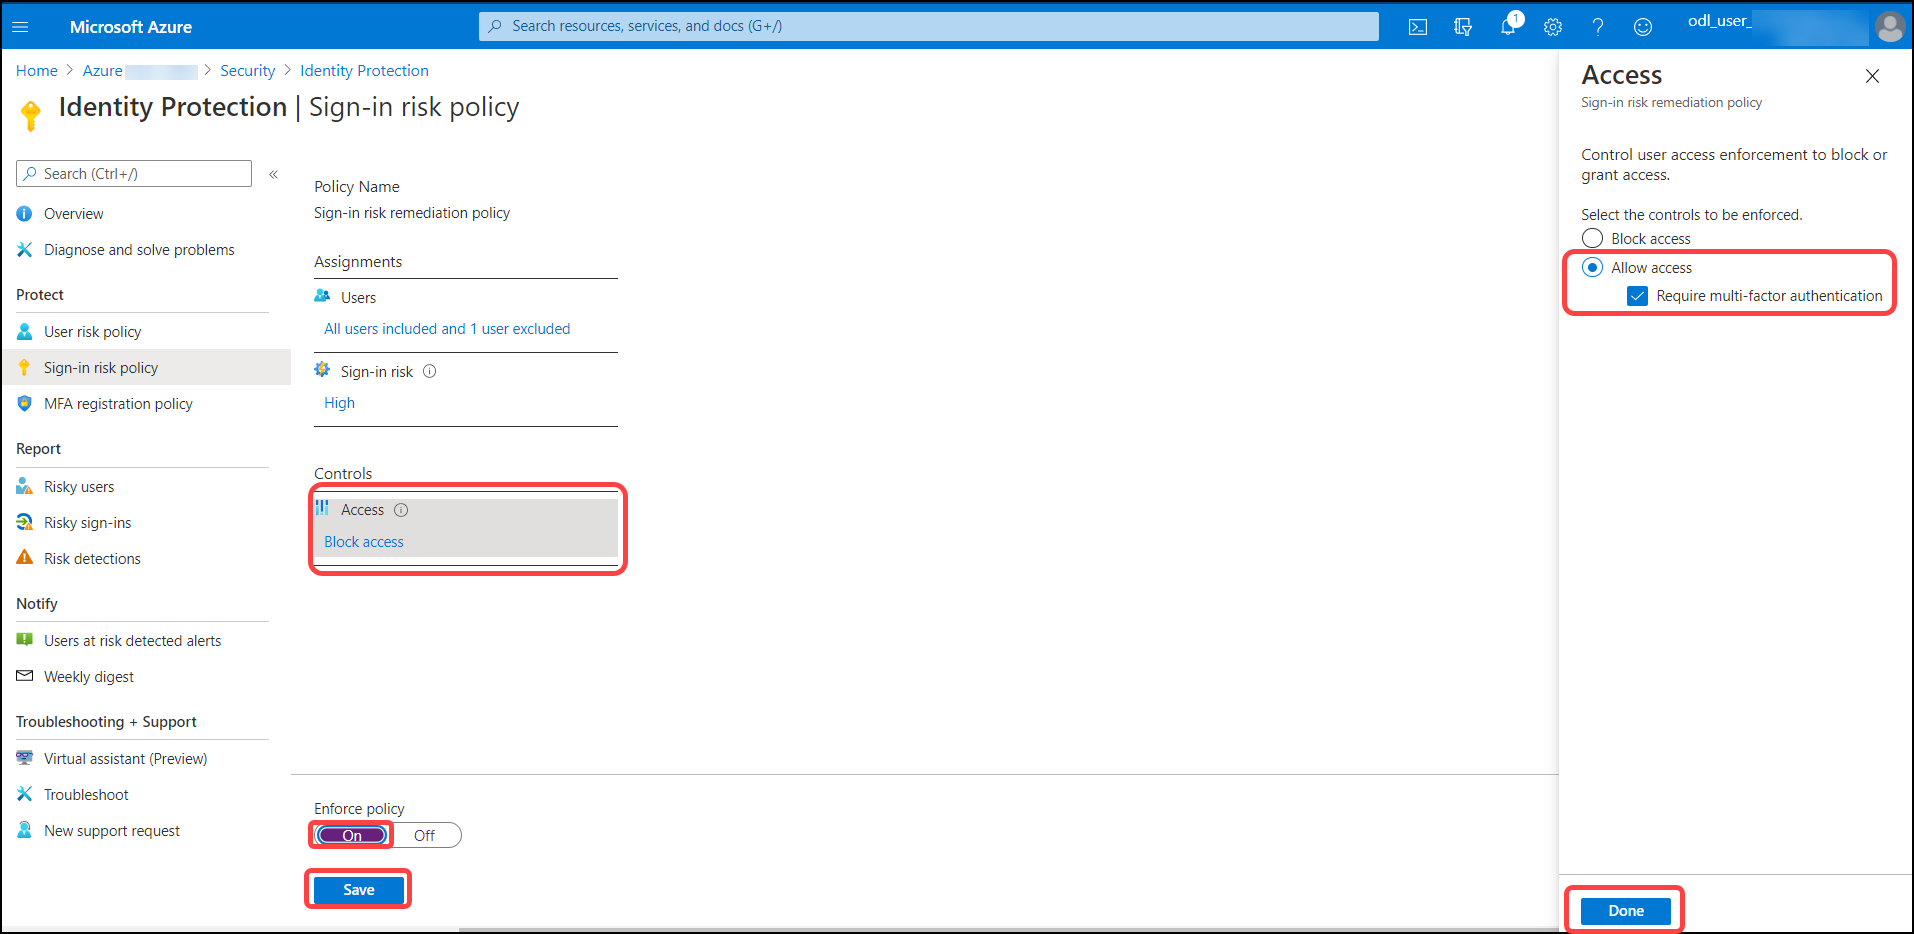 Microsoft Azure
Search resources, services, and docs (G+/)
1
odl_user_
Home > Azure > Security > Identity Protection
Identity Protection | Sign-in risk policy
Search (Ctrl+/)
«
Overview
Diagnose and solve problems
Protect
User risk policy
Sign-in risk policy
MFA registration policy
Report
Risky users
Risky sign-ins
Risk detections
Notify
Users at risk detected alerts
Weekly digest
Troubleshooting + Support
Virtual assistant (Preview)
Troubleshoot
New support request
Policy Name
Sign-in risk remediation policy
Assignments
Users
All users included and 1 user excluded
Sign-in risk
High
Controls
Access
Block access
Enforce policy
On Off
Save
Access
Sign-in risk remediation policy
Control user access enforcement to block or
grant access.
Select the controls to be enforced.
Block access
Allow access
Require multi-factor authentication
Done